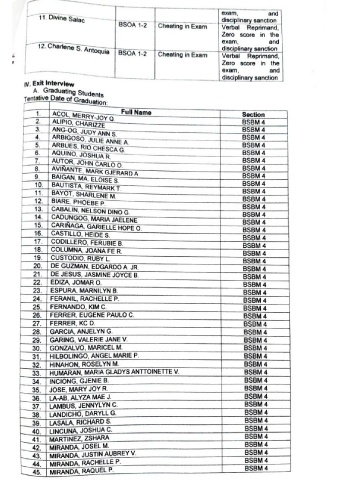 exam, and
disciplinary sanction
11. Divine Salac BSOA 1-2 Cheating in Exam Verbal Reprimand,
Zero score in the
exam, and
disciplinary sanction
12. Charlene S. Antoquia BSOA 1-2 Cheating in Exam Verbal Reprimand,
Zero score in the
exam, and
disciplinary sanction
IV. Exit Interview
A. Graduating Students
Tentative Date of Graduation:
Full Name Section
1. ACOL, MERRY-JOY G. BSBM 4
2. ALIPIO, CHARIZZE BSBM 4
3. ANG-OG, JUDY ANN S. BSBM 4
4. ARBIGOSO, JULIE ANNE A. BSBM 4
5. ARBUES, RIO CHESCA G. BSBM 4
6. AQUINO, JOSHUA R. BSBM 4
7. AUTOR, JOHN CARLO D. BSBM 4
8. AVIÑANTE, MARK GJERARD A. BSBM 4
9. BAIGAN, MA. ELOISE S. BSBM 4
10. BAUTISTA, REYMARK T. BSBM 4
11. BAYOT, SHARLENE M. BSBM 4
12. BIARE, PHOEBE P. BSBM 4
13. CABALIN, NELSON DINO G. BSBM 4
14. CADUNGOG, MARIA JAELENE BSBM 4
15. CARIÑAGA, GARIELLE HOPE O. BSBM 4
16. CASTILLO, HEIDE S. BSBM 4
17. CODILLERO, FERUBIE B. BSBM 4
18. COLUMNA, JOANA FE R. BSBM 4
19. CUSTODIO, RUBY L. BSBM 4
20. DE GUZMAN, EDGARDO A. JR BSBM 4
21. DE JESUS, JASMINE JOYCE B. BSBM 4
22. EDIZA, JOMAR O. BSBM 4
23. ESPURA, MARNILYN B. BSBM 4
24. FERANIL, RACHELLE P. BSBM 4
25. FERNANDO, KIM C. BSBM 4
26. FERRER, EUGENE PAULO C. BSBM 4
27. FERRER, KC D. BSBM 4
28. GARCIA, ANJELYN G. BSBM 4
29. GARING, VALERIE JANE V. BSBM 4
30. GONZALVO, MARICEL M. BSBM 4
31. HILBOLINGO, ANGEL MARIE P. BSBM 4
32. HINAHON, ROSELYN M. BSBM 4
33. HUMARAN, MARIA GLADYS ANTTOINETTE V. BSBM 4
34. INCIONG, GJENIE B. BSBM 4
35. JOSE, MARY JOY R. BSBM 4
36. LA-AB, ALYZA MAE J. BSBM 4
37. LAMBUS, JENNYLYN C. BSBM 4
38. LANDICHO, DARYLL G. BSBM 4
39. LASALA, RICHARD S. BSBM 4
40. LINCUNA, JOSHUA C. BSBM 4
41. MARTINEZ, ZSHARA BSBM 4
42. MIRANDA, JOSEL M. BSBM 4
43. MIRANDA, JUSTIN AUBREY V. BSBM 4
44. MIRANDA, RACHELLE P. BSBM 4
45. MIRANDA, RAQUEL P. BSBM 4